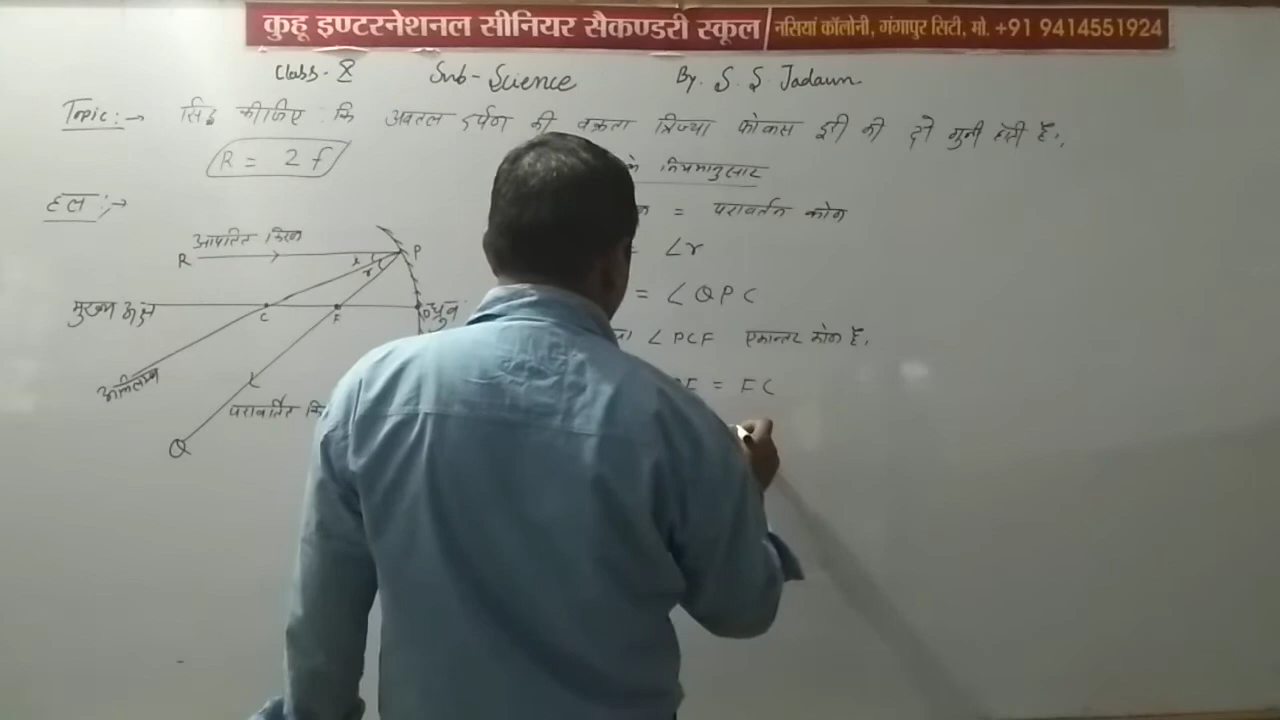 कुहू इण्टरनेशनल सीनियर सैकण्डरी स्कूल नसियां कॉलोनी, गंगापुर सिटी, मो. +91 9414551924
Class - 8 Sub - Science By. S. S Jadaun
Topic:- → सिद्ध कीजिए कि अवतल दर्पण की वक्रता त्रिज्या फोकस दूरी की दो गुनी होती है।
R = 2f
के नियमानुसार
हल :→
= परावर्तन कोण
आपतित किरण
R P
i
r
= ∠r
मुख्य अक्ष C F ध्रुव
= ∠QPC
∠PCF एकान्तर कोण है।
अभिलम्ब
PF = FC
परावर्तित कि
Q